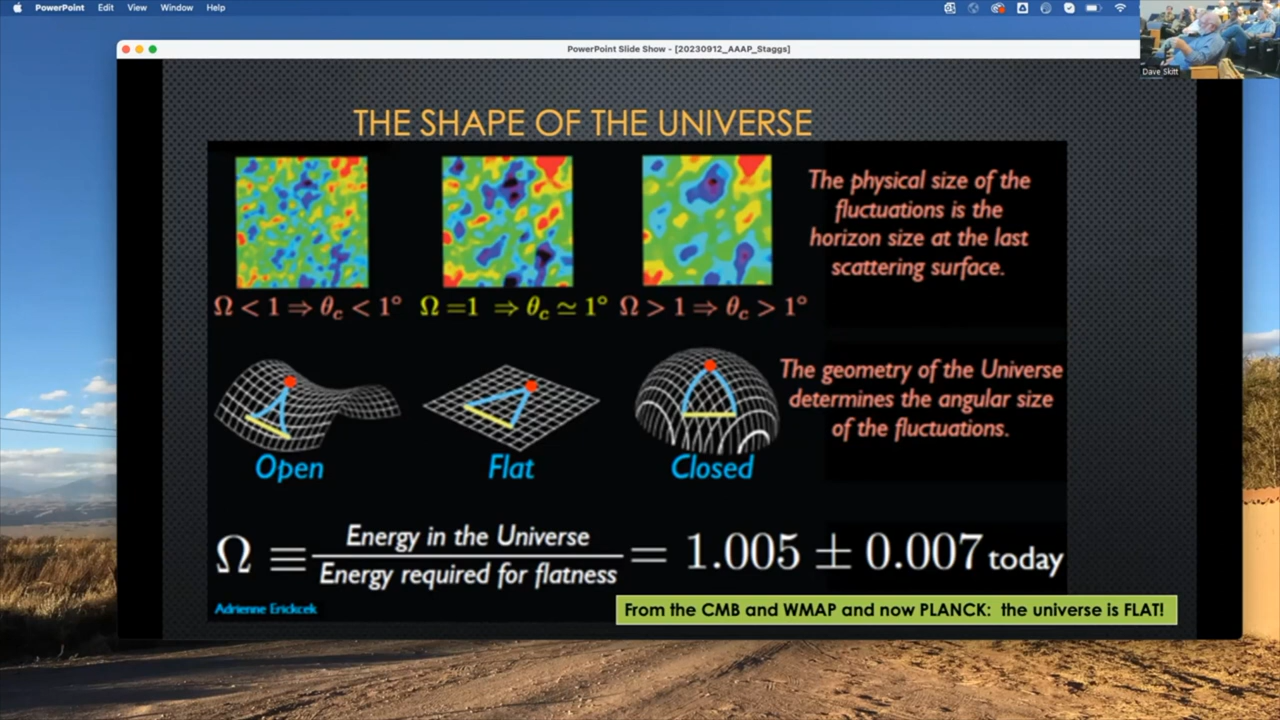 PowerPoint Edit View Window Help
PowerPoint Slide Show - [20230912_AAAP_Staggs]
Dave Skitt
THE SHAPE OF THE UNIVERSE
The physical size of the
fluctuations is the
horizon size at the last
scattering surface.
Ω < 1 ⇒ θc < 1° Ω = 1 ⇒ θc ≃ 1° Ω > 1 ⇒ θc > 1°
The geometry of the Universe
determines the angular size
of the fluctuations.
Open Flat Closed
Energy in the Universe
Ω ≡ = 1.005 ± 0.007 today
Energy required for flatness
Adrienne Erickcek
From the CMB and WMAP and now PLANCK: the universe is FLAT!